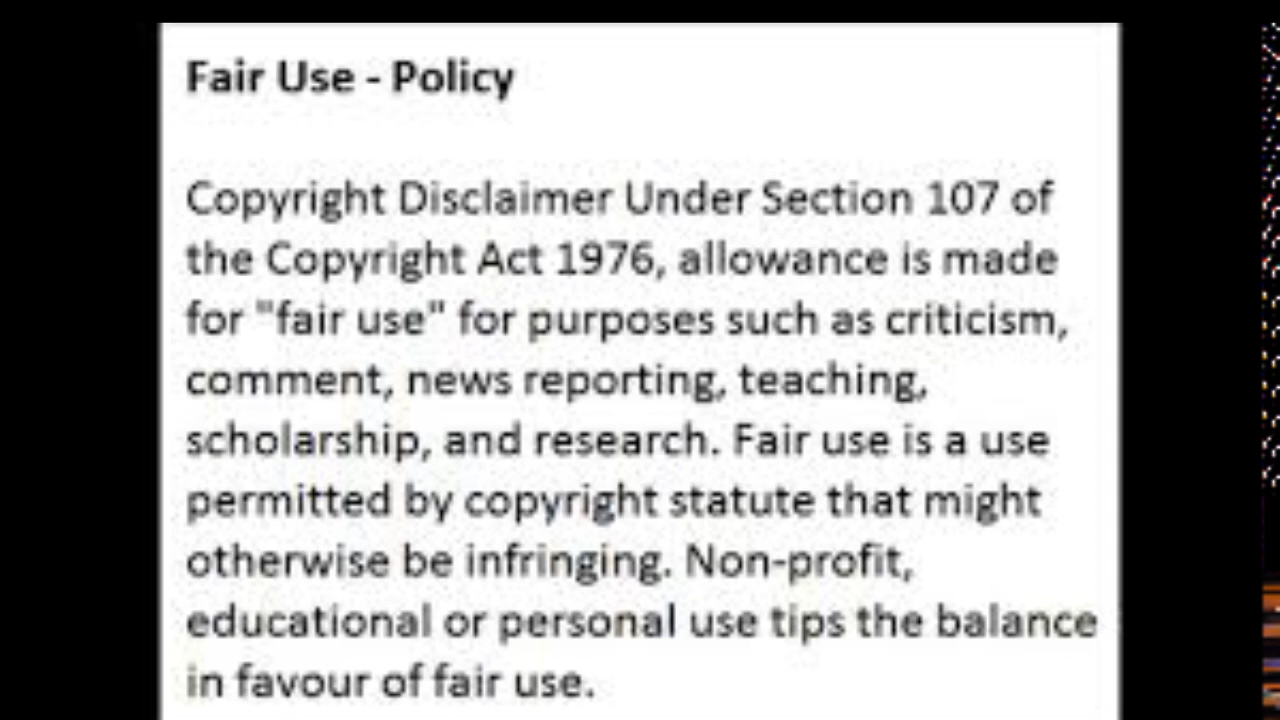 Fair Use - Policy
Copyright Disclaimer Under Section 107 of
the Copyright Act 1976, allowance is made
for "fair use" for purposes such as criticism,
comment, news reporting, teaching,
scholarship, and research. Fair use is a use
permitted by copyright statute that might
otherwise be infringing. Non-profit,
educational or personal use tips the balance
in favour of fair use.